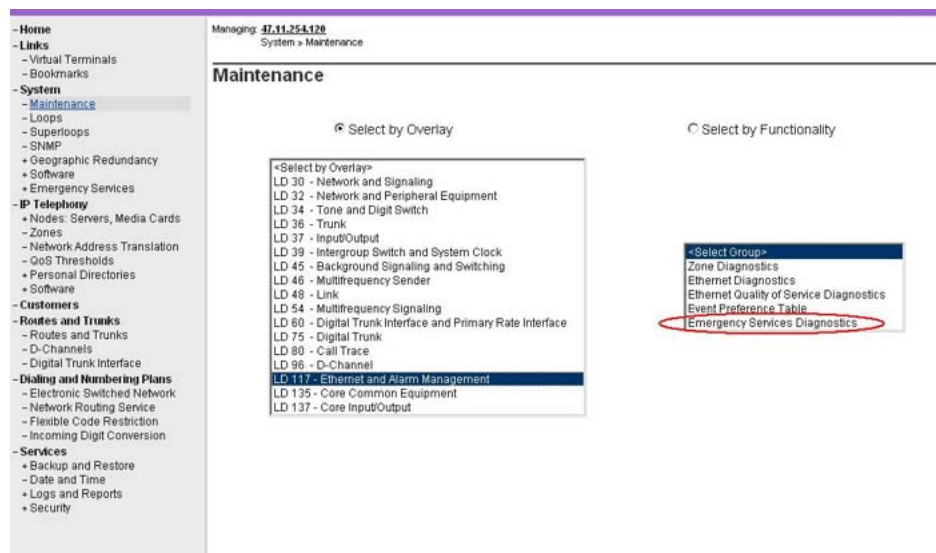 - Home
- Links
- Virtual Terminals
- Bookmarks
- System
- Maintenance
- Loops
- Superloops
- SNMP
+ Geographic Redundancy
+ Software
+ Emergency Services
- IP Telephony
+ Nodes: Servers, Media Cards
- Zones
- Network Address Translation
- QoS Thresholds
+ Personal Directories
+ Software
- Customers
- Routes and Trunks
- Routes and Trunks
- D-Channels
- Digital Trunk Interface
- Dialing and Numbering Plans
- Electronic Switched Network
- Network Routing Service
- Flexible Code Restriction
- Incoming Digit Conversion
- Services
+ Backup and Restore
- Date and Time
+ Logs and Reports
+ Security
Managing: 47.11.254.120
System » Maintenance
Maintenance
Select by Overlay
<Select by Overlay>
LD 30 - Network and Signaling
LD 32 - Network and Peripheral Equipment
LD 34 - Tone and Digit Switch
LD 36 - Trunk
LD 37 - Input/Output
LD 39 - Intergroup Switch and System Clock
LD 45 - Background Signaling and Switching
LD 46 - Multifrequency Sender
LD 48 - Link
LD 54 - Multifrequency Signaling
LD 60 - Digital Trunk Interface and Primary Rate Interface
LD 75 - Digital Trunk
LD 80 - Call Trace
LD 96 - D-Channel
LD 117 - Ethernet and Alarm Management
LD 135 - Core Common Equipment
LD 137 - Core Input/Output
Select by Functionality
<Select Group>
Zone Diagnostics
Ethernet Diagnostics
Ethernet Quality of Service Diagnostics
Event Preference Table
Emergency Services Diagnostics